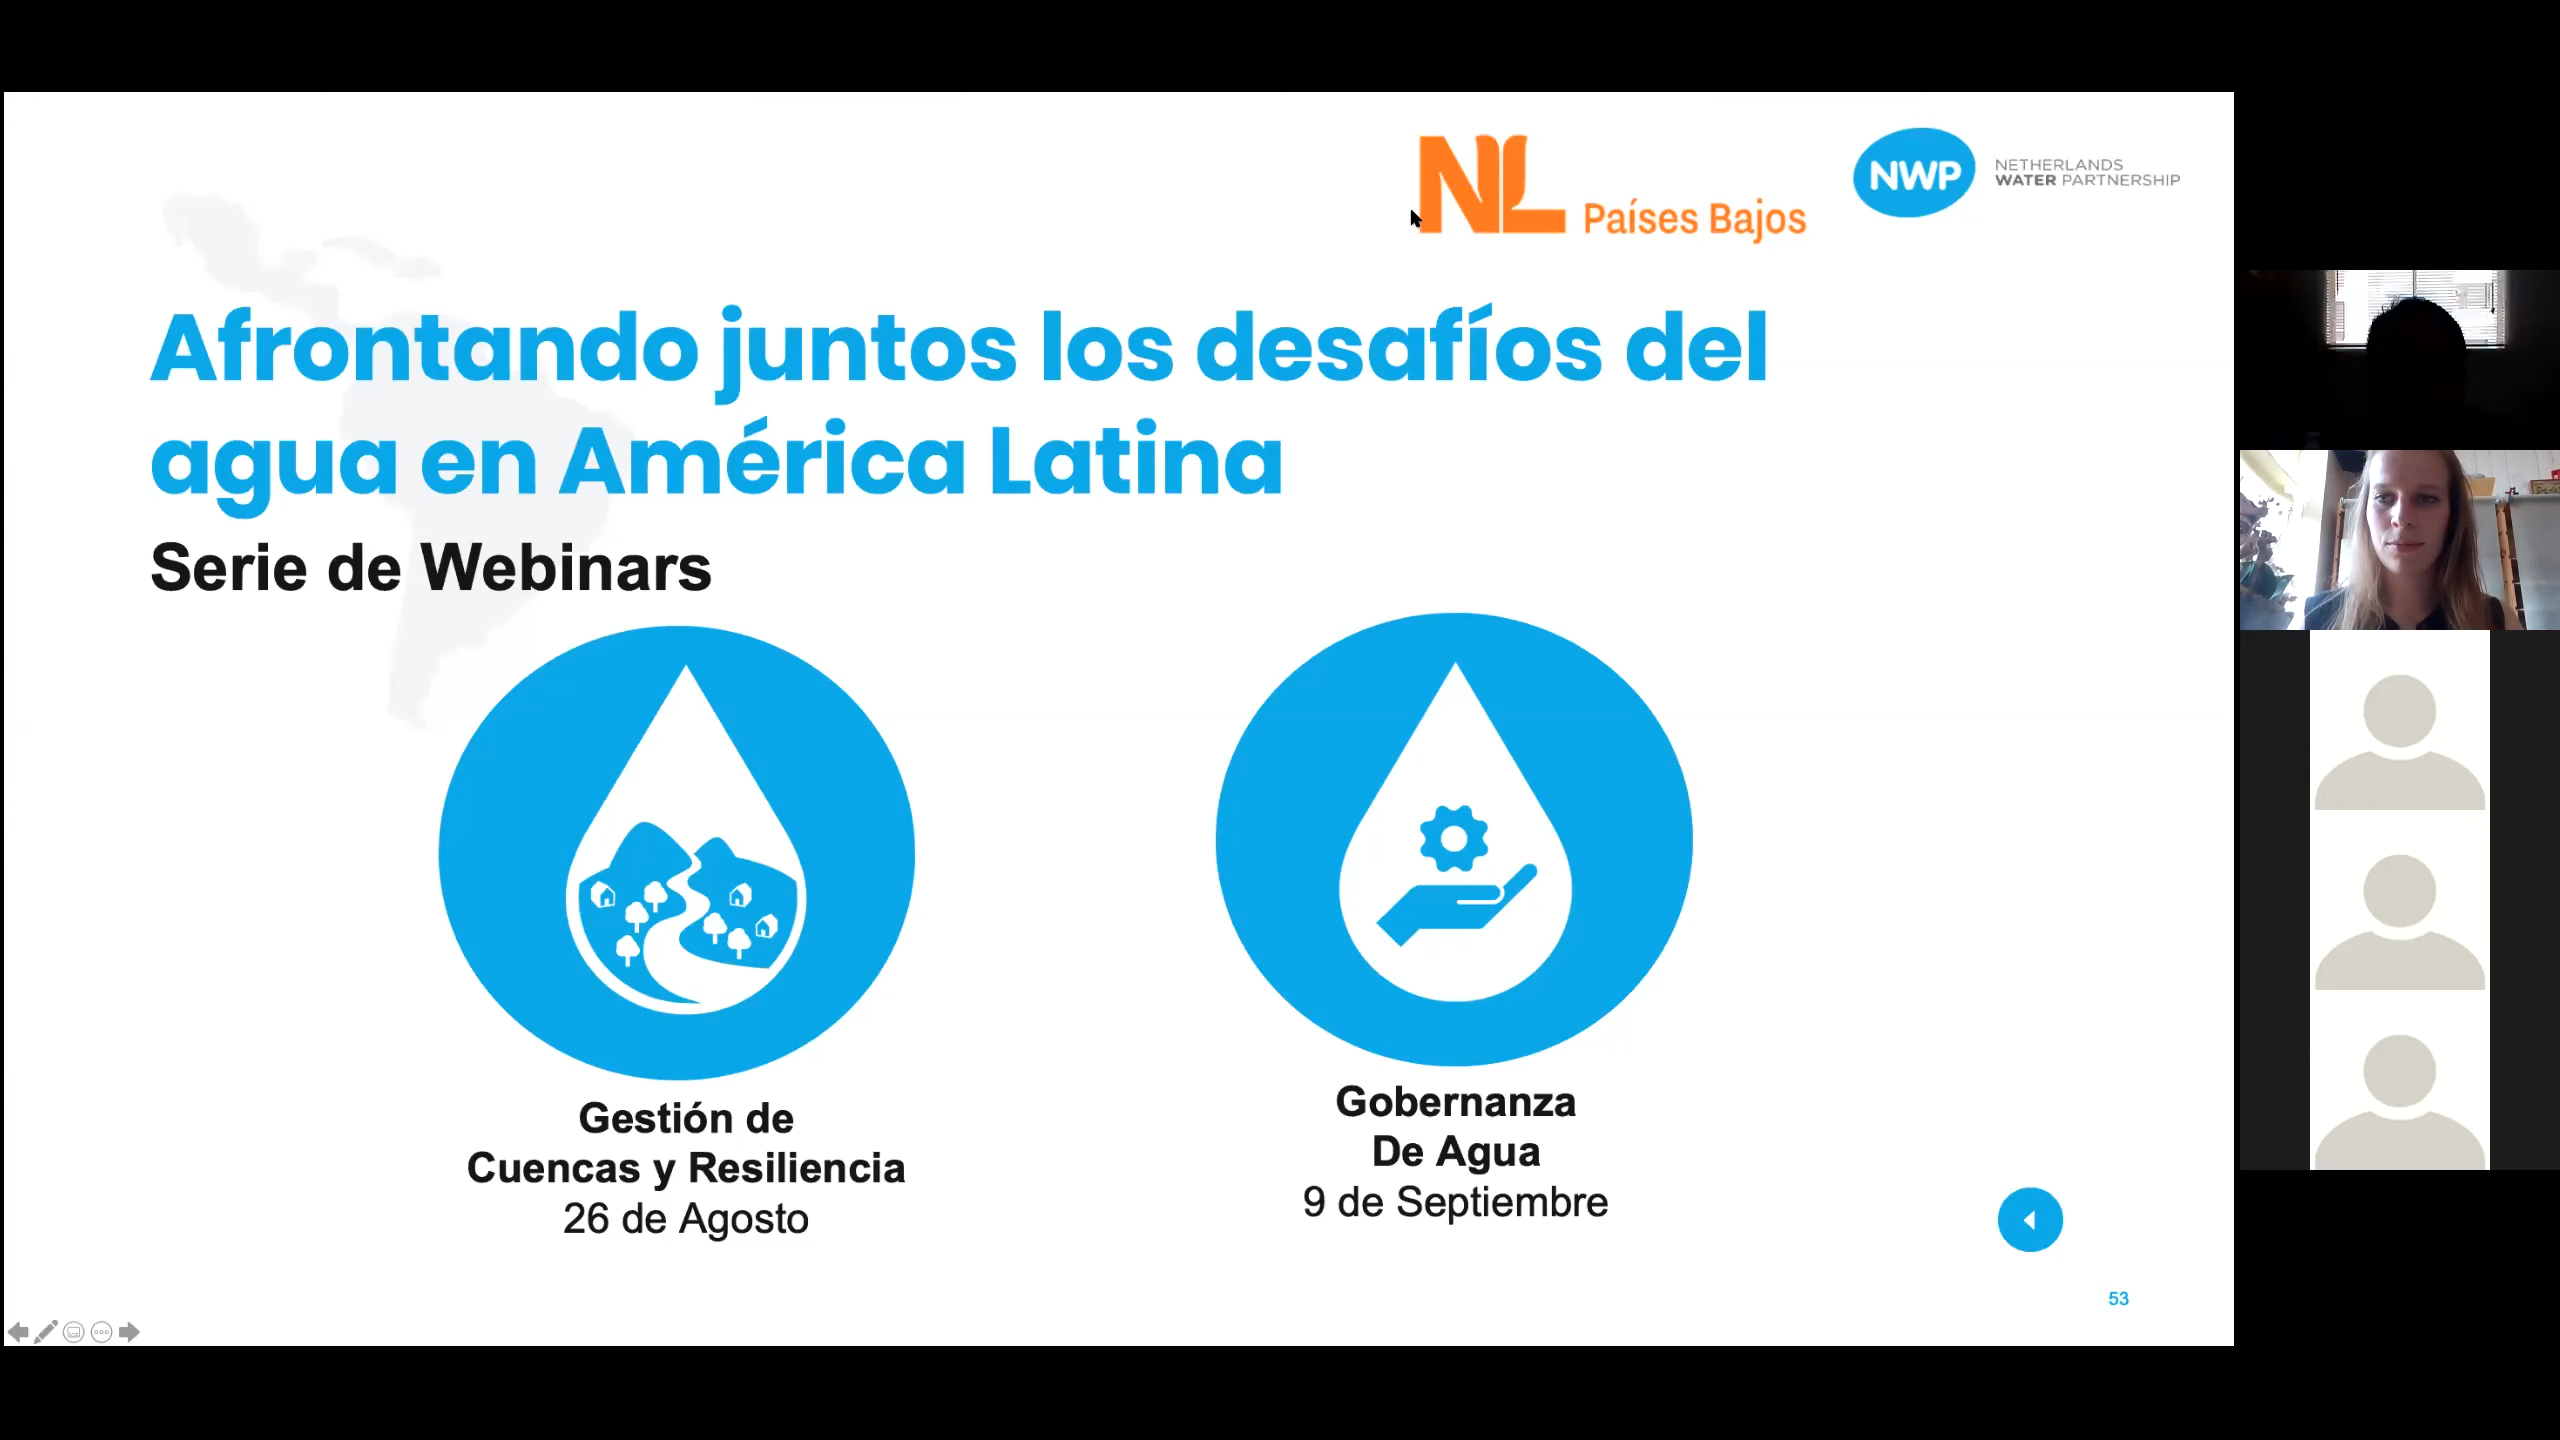 NL Países Bajos
NWP
NETHERLANDS
WATER PARTNERSHIP
Afrontando juntos los desafíos del
agua en América Latina
Serie de Webinars
Gestión de
Cuencas y Resiliencia
26 de Agosto
Gobernanza
De Agua
9 de Septiembre
53